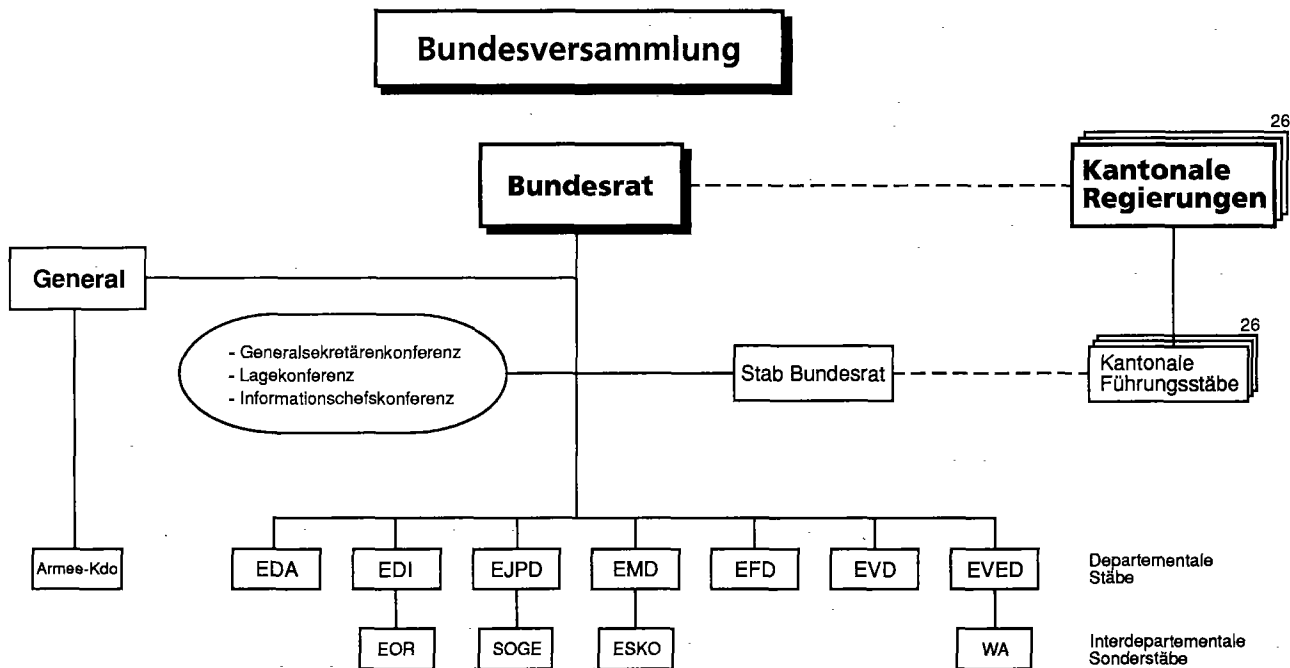 Bundesversammlung
26
Bundesrat
Kantonale
Regierungen
General
26
- Generalsekretärenkonferenz
- Lagekonferenz
- Informationschefskonferenz
Stab Bundesrat
Kantonale
Führungsstäbe
Armee-Kdo
EDA
EDI
EJPD
EMD
EFD
EVD
EVED
Departementale
Stäbe
EOR
SOGE
ESKO
WA
Interdepartementale
Sonderstäbe